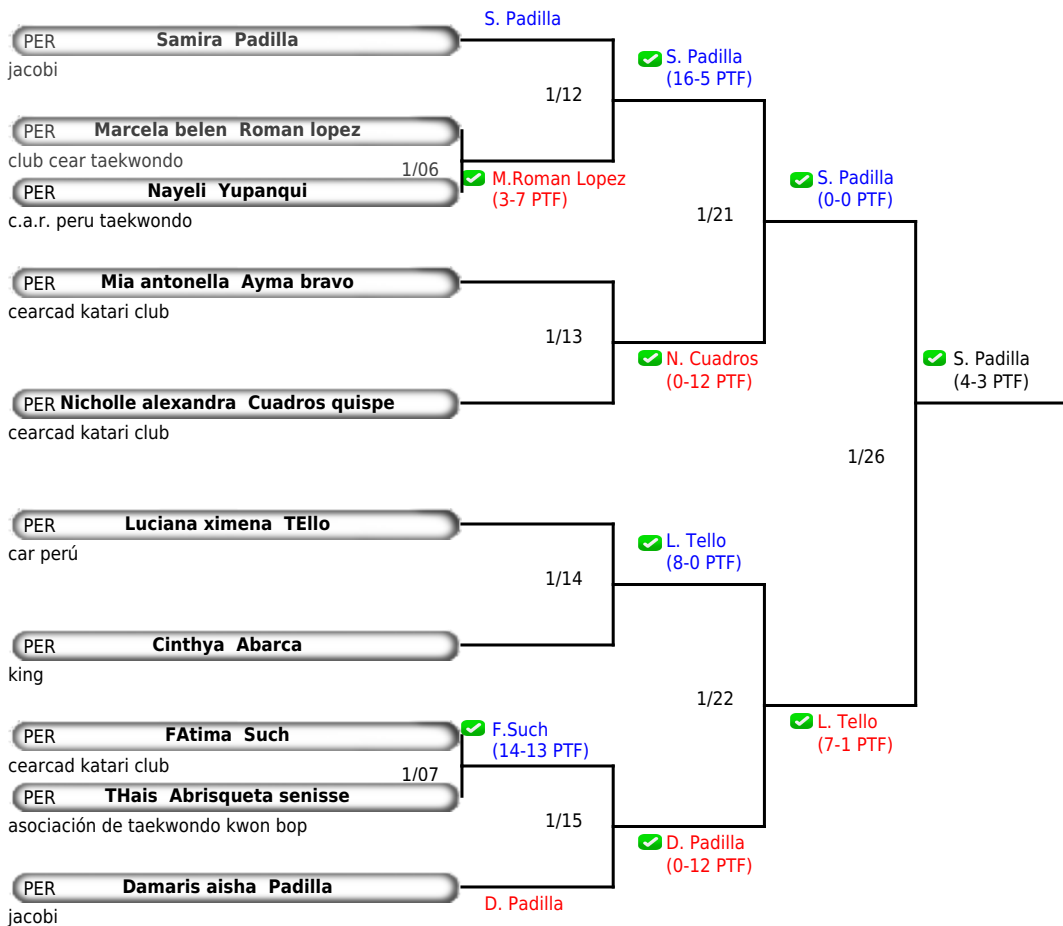 S. Padilla
PER Samira Padilla
jacobi
S. Padilla
(16-5 PTF)
1/12
PER Marcela belen Roman lopez
club cear taekwondo
1/06
M.Roman Lopez
(3-7 PTF)
PER Nayeli Yupanqui
c.a.r. peru taekwondo
S. Padilla
(0-0 PTF)
1/21
PER Mia antonella Ayma bravo
cearcad katari club
1/13
N. Cuadros
(0-12 PTF)
S. Padilla
(4-3 PTF)
PER Nicholle alexandra Cuadros quispe
cearcad katari club
1/26
PER Luciana ximena TEllo
car perú
L. Tello
(8-0 PTF)
1/14
PER Cinthya Abarca
king
1/22
L. Tello
(7-1 PTF)
PER FAtima Such
cearcad katari club
F.Such
(14-13 PTF)
1/07
PER THais Abrisqueta senisse
asociación de taekwondo kwon bop
1/15
D. Padilla
(0-12 PTF)
PER Damaris aisha Padilla
jacobi
D. Padilla